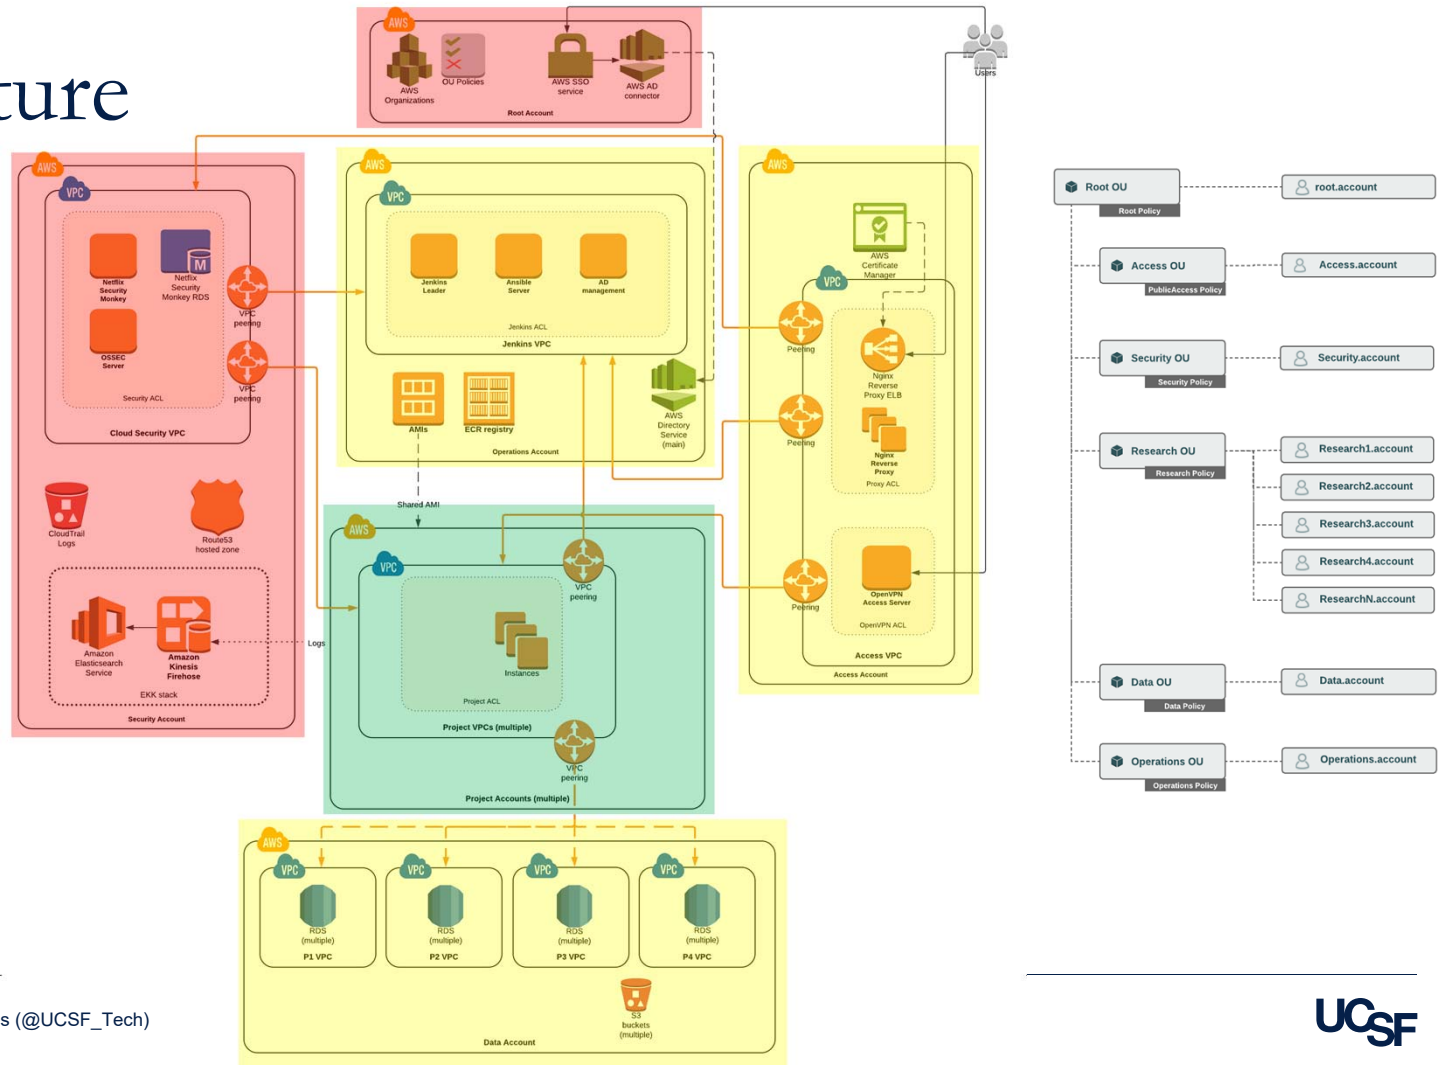 ture
AWS
AWS
Organizations
OU Policies
AWS SSO
service
AWS AD
connector
Root Account
Users
AWS
VPC
Netflix
Security
Monkey
M
Netflix
Security
Monkey RDS
OSSEC
Server
Security ACL
Cloud Security VPC
VPC
peering
VPC
peering
CloudTrail
Logs
Route53
hosted zone
Amazon
Elasticsearch
Service
Amazon
Kinesis
Firehose
EKK stack
Security Account
Logs
AWS
VPC
Jenkins
Leader
Ansible
Server
AD
management
Jenkins ACL
Jenkins VPC
AMIs
ECR registry
AWS
Directory
Service
(main)
Operations Account
Shared AMI
AWS
VPC
VPC
peering
Instances
Project ACL
Project VPCs (multiple)
VPC
peering
Project Accounts (multiple)
AWS
AWS
Certificate
Manager
VPC
Peering
Nginx
Reverse
Proxy ELB
Peering
Nginx
Reverse
Proxy
Proxy ACL
Peering
OpenVPN
Access Server
OpenVPN ACL
Access VPC
Access Account
AWS
VPC
RDS
(multiple)
P1 VPC
VPC
RDS
(multiple)
P2 VPC
VPC
RDS
(multiple)
P3 VPC
VPC
RDS
(multiple)
P4 VPC
S3
buckets
(multiple)
Data Account
Root OU
Root Policy
root.account
Access OU
PublicAccess Policy
Access.account
Security OU
Security Policy
Security.account
Research OU
Research Policy
Research1.account
Research2.account
Research3.account
Research4.account
ResearchN.account
Data OU
Data Policy
Data.account
Operations OU
Operations Policy
Operations.account
s (@UCSF_Tech)
UCSF